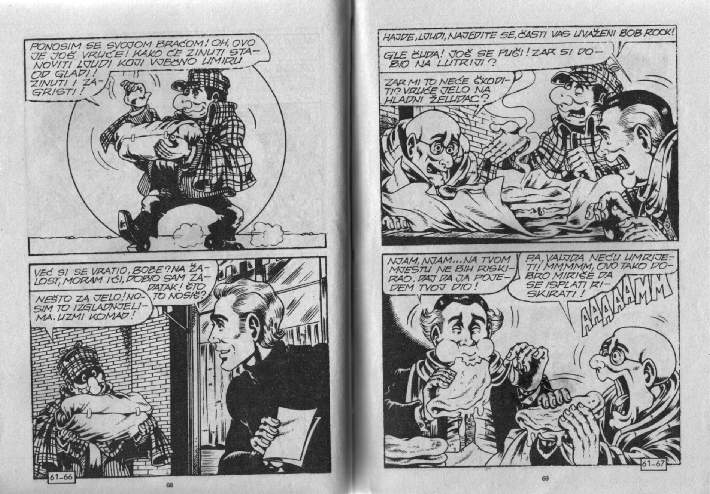 PONOSIM SE SVOJOM BRAĆOM! OH, OVO
JE JOŠ VRUĆE! KAKO ĆE ZINUTI STA-
NOVITI LJUDI KOJI VJEČNO UMIRU
OD GLADI!
ZINUTI I ZA-
GRISTI!
VEĆ SI SE VRATIO, BOBE? NA ŽA-
LOST, MORAM IĆI, DOBIO SAM ZA-
DATAK! ŠTO
TO NOSIŠ?
NEŠTO ZA JELO! NO-
SIM TO IZGLADNJELI-
MA. UZMI KOMAD!
61-66
68
HAJDE, LJUDI, NAJEDITE SE, ČASTI VAS UVAŽENI BOB ROCK!
GLE ČUDA! JOŠ SE PUŠI! ZAR SI DO-
BIO NA LUTRIJI?
ZAR MI TO NEĆE ŠKODI-
TI? VRUĆE JELO NA
HLADNI ŽELUDAC?
NJAM, NJAM... NA TVOM
MJESTU NE BIH RISKI-
RAO. DAJ DA JA POJE-
DEM TVOJ DIO!
PA, VALJDA NEĆU UMRIJE-
TI! MMMMM, OVO TAKO DO-
BRO MIRIŠE DA
SE ISPLATI RI-
SKIRATI!
AAAAAMM
61-67
69